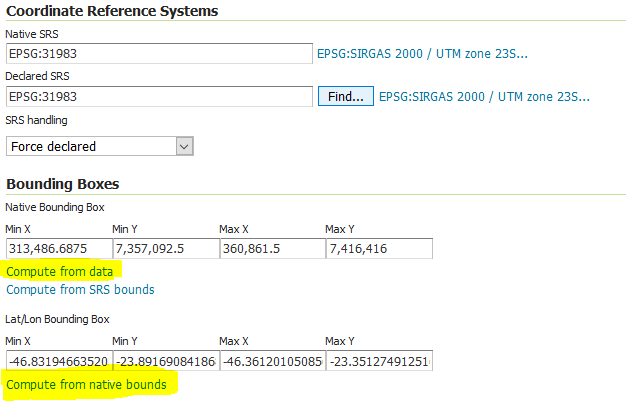 Coordinate Reference Systems
Native SRS
EPSG:31983 EPSG:SIRGAS 2000 / UTM zone 23S...
Declared SRS
EPSG:31983 Find... EPSG:SIRGAS 2000 / UTM zone 23S...
SRS handling
Force declared
Bounding Boxes
Native Bounding Box
Min X Min Y Max X Max Y
313,486.6875 7,357,092.5 360,861.5 7,416,416
Compute from data
Compute from SRS bounds
Lat/Lon Bounding Box
Min X Min Y Max X Max Y
-46.83194663520 -23.89169084186 -46.36120105085 -23.35127491251
Compute from native bounds